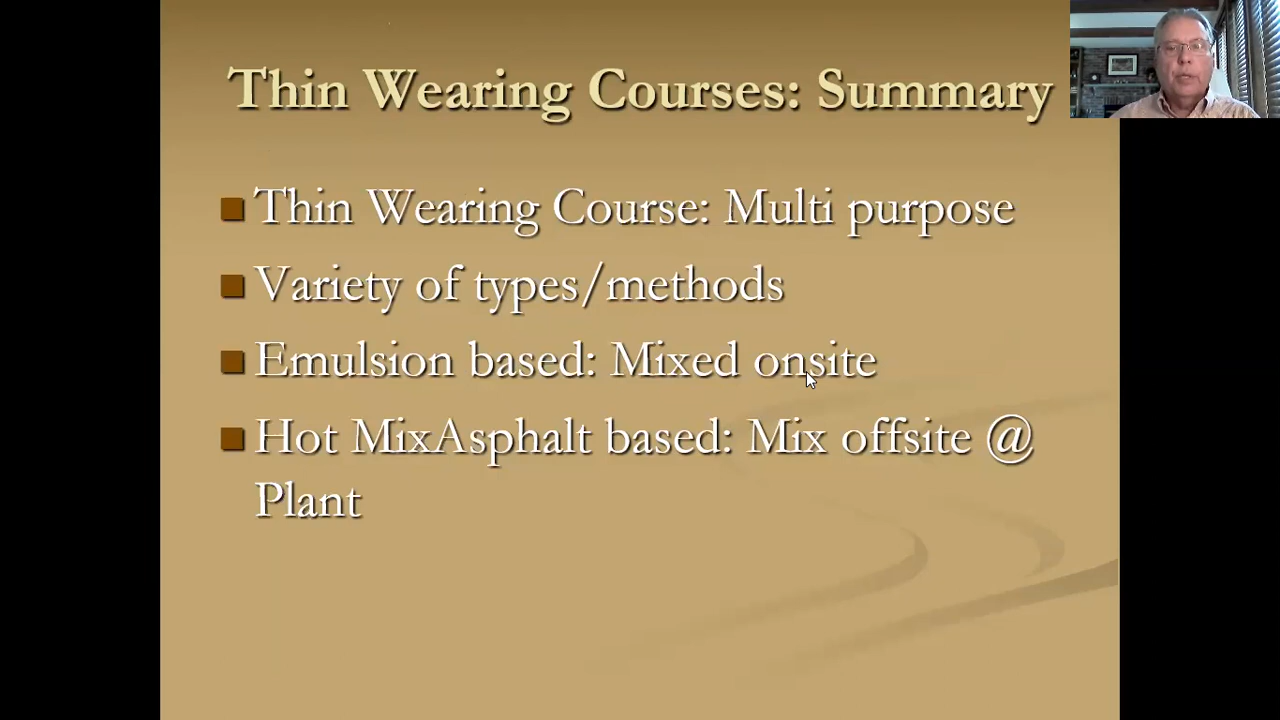 Thin Wearing Courses: Summary
Thin Wearing Course: Multi purpose
Variety of types/methods
Emulsion based: Mixed onsite
Hot MixAsphalt based: Mix offsite @
Plant